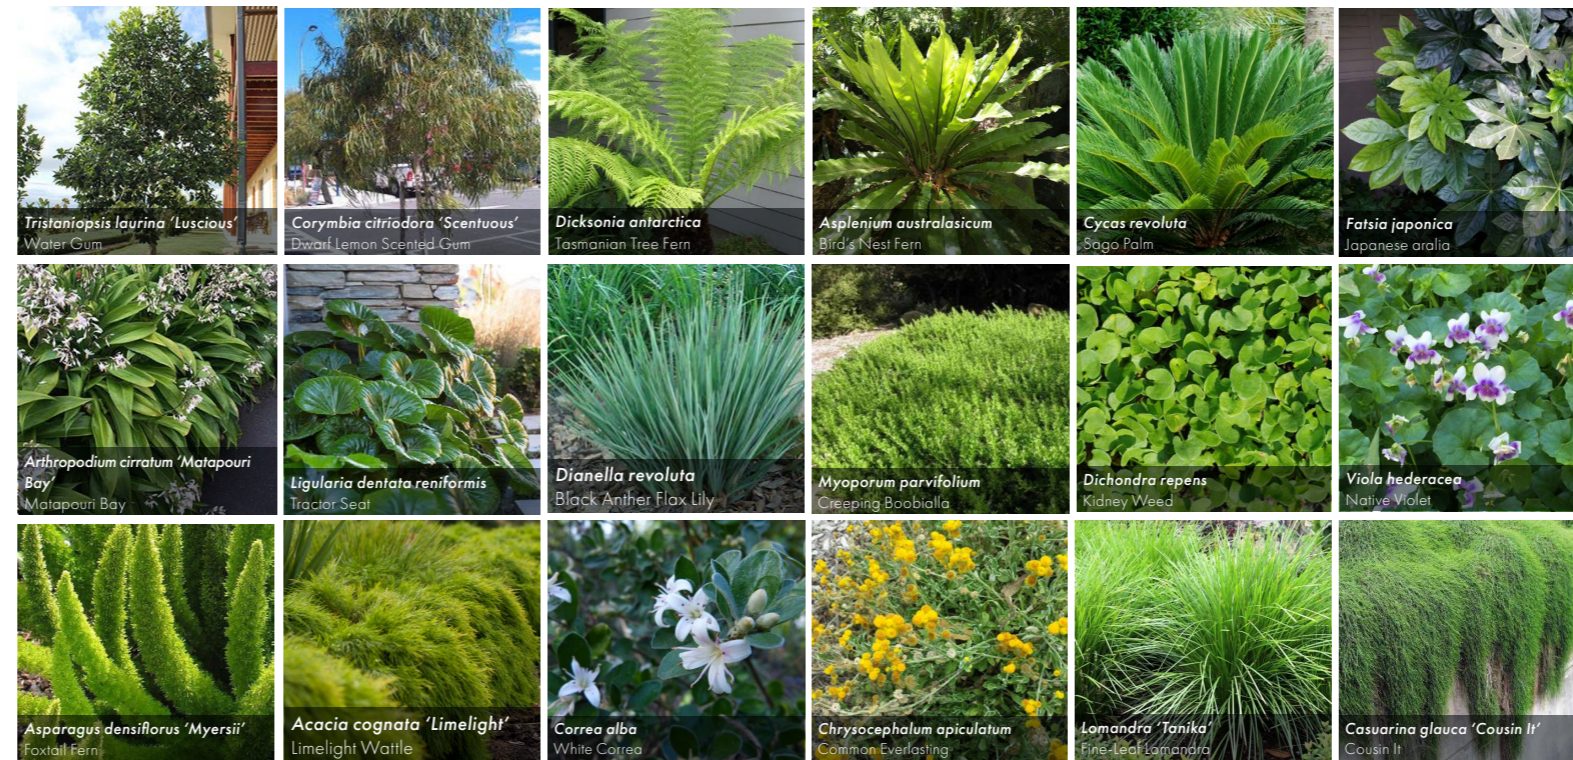 Tristaniopsis laurina ‘Luscious’
Water Gum
Corymbia citriodora ‘Scentuous’
Dwarf Lemon Scented Gum
Dicksonia antarctica
Tasmanian Tree Fern
Asplenium australasicum
Bird's Nest Fern
Cycas revoluta
Sago Palm
Fatsia japonica
Japanese aralia
Arthropodium cirratum ‘Matapouri
Bay’
Matapouri Bay
Ligularia dentata reniformis
Tractor Seat
Dianella revoluta
Black Anther Flax Lily
Myoporum parvifolium
Creeping Boobialla
Dichondra repens
Kidney Weed
Viola hederacea
Native Violet
Asparagus densiflorus ‘Myersii’
Foxtail Fern
Acacia cognata ‘Limelight’
Limelight Wattle
Correa alba
White Correa
Chrysocephalum apiculatum
Common Everlasting
Lomandra ‘Tanika’
Fine-Leaf Lomandra
Casuarina glauca ‘Cousin It’
Cousin It